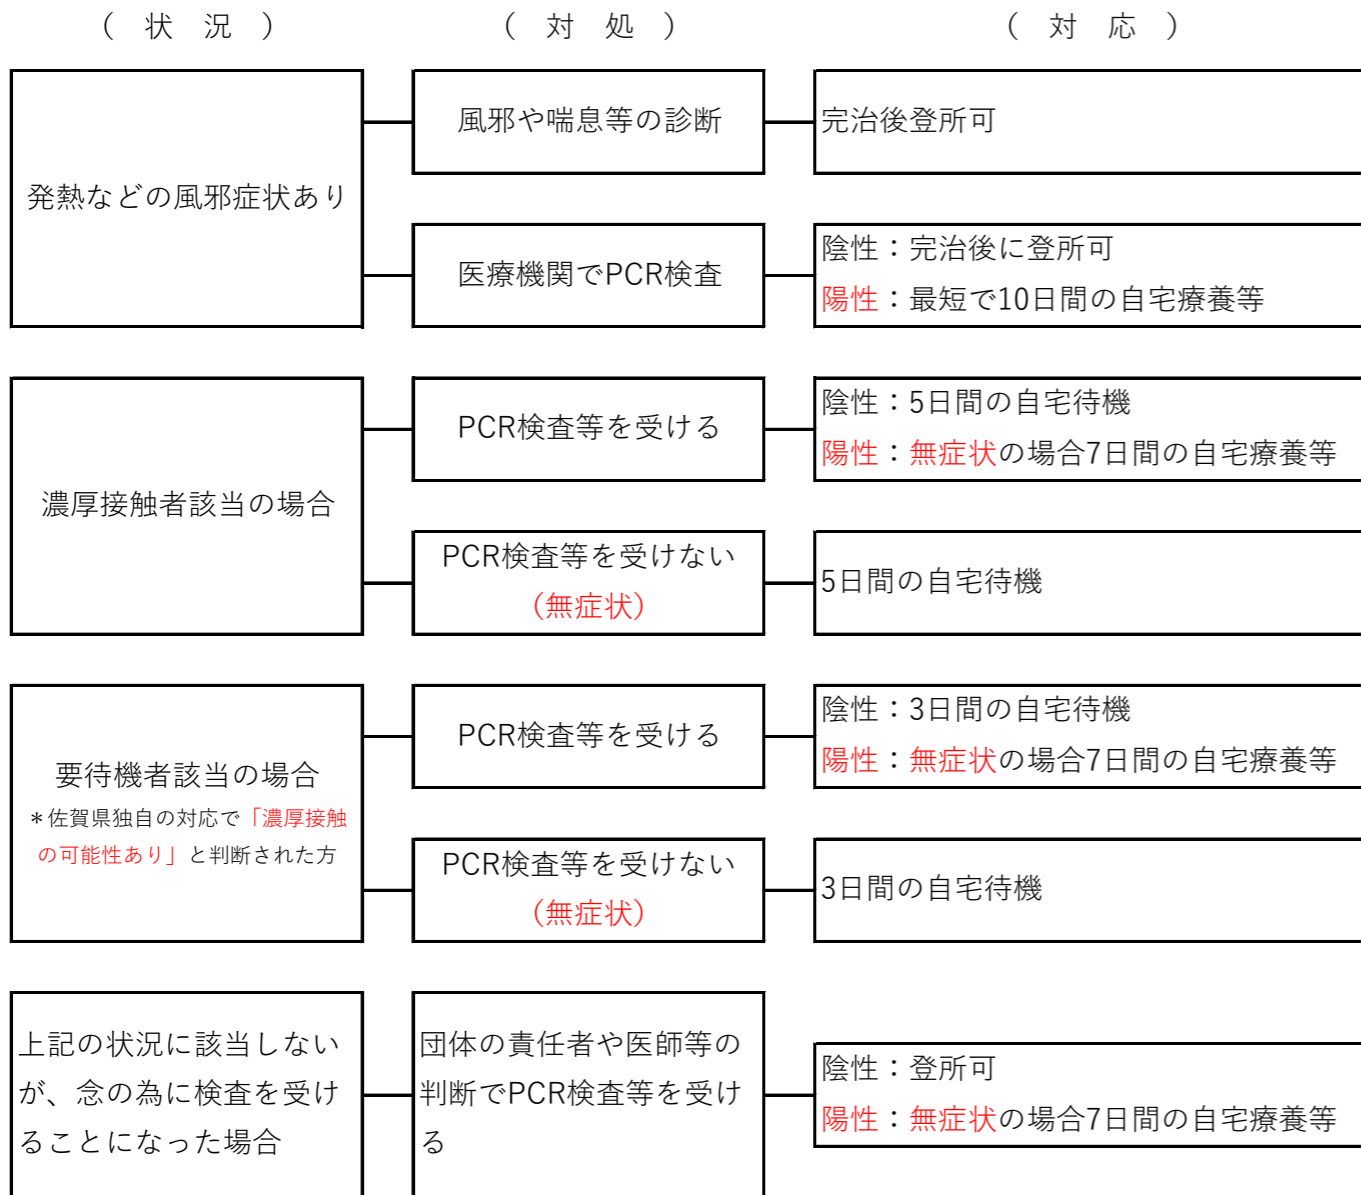 （ 状 況 ）
（ 対 処 ）
（ 対 応 ）
発熱などの風邪症状あり
風邪や喘息等の診断
完治後登所可
医療機関でPCR検査
陰性：完治後に登所可
陽性：最短で10日間の自宅療養等
濃厚接触者該当の場合
PCR検査等を受ける
陰性：5日間の自宅待機
陽性：無症状の場合7日間の自宅療養等
PCR検査等を受けない
（無症状）
5日間の自宅待機
要待機者該当の場合
＊佐賀県独自の対応で「濃厚接触
の可能性あり」と判断された方
PCR検査等を受ける
陰性：3日間の自宅待機
陽性：無症状の場合7日間の自宅療養等
PCR検査等を受けない
（無症状）
3日間の自宅待機
上記の状況に該当しない
が、念の為に検査を受け
ることになった場合
団体の責任者や医師等の
判断でPCR検査等を受け
る
陰性：登所可
陽性：無症状の場合7日間の自宅療養等